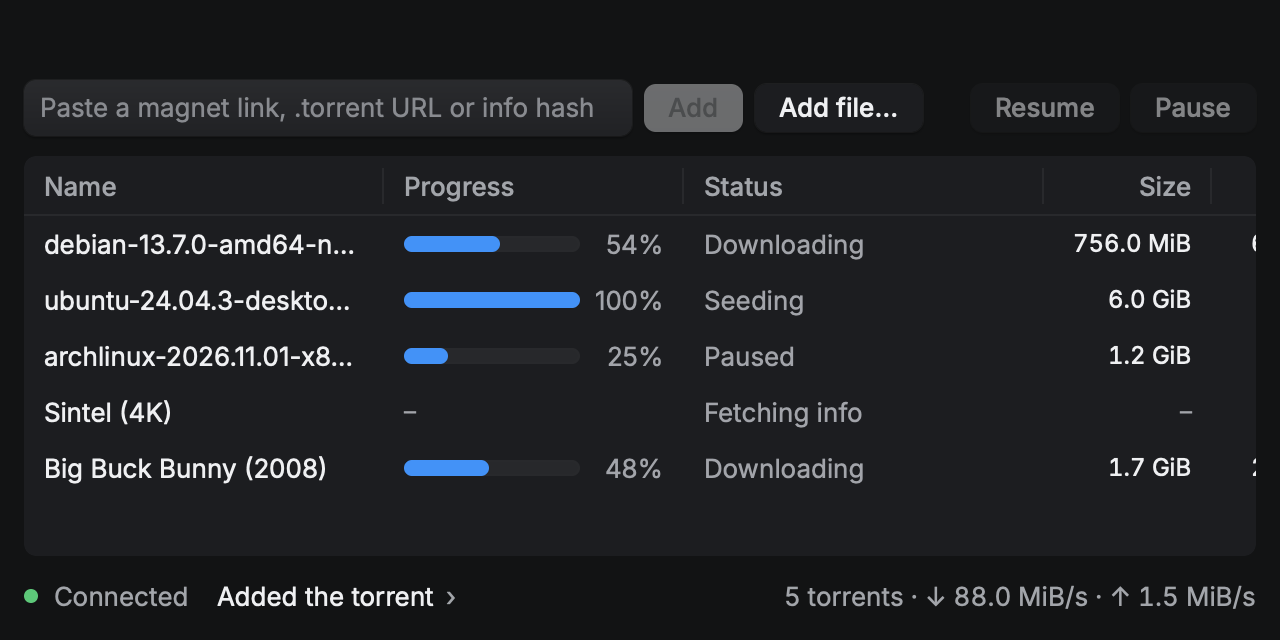 Paste a magnet link, .torrent URL or info hash Add Add file... Resume Pause
Name Progress Status Size
debian-13.7.0-amd64-n... 54% Downloading 756.0 MiB
ubuntu-24.04.3-deskto... 100% Seeding 6.0 GiB
archlinux-2026.11.01-x8... 25% Paused 1.2 GiB
Sintel (4K) – Fetching info –
Big Buck Bunny (2008) 48% Downloading 1.7 GiB
Connected Added the torrent › 5 torrents · ↓ 88.0 MiB/s · ↑ 1.5 MiB/s